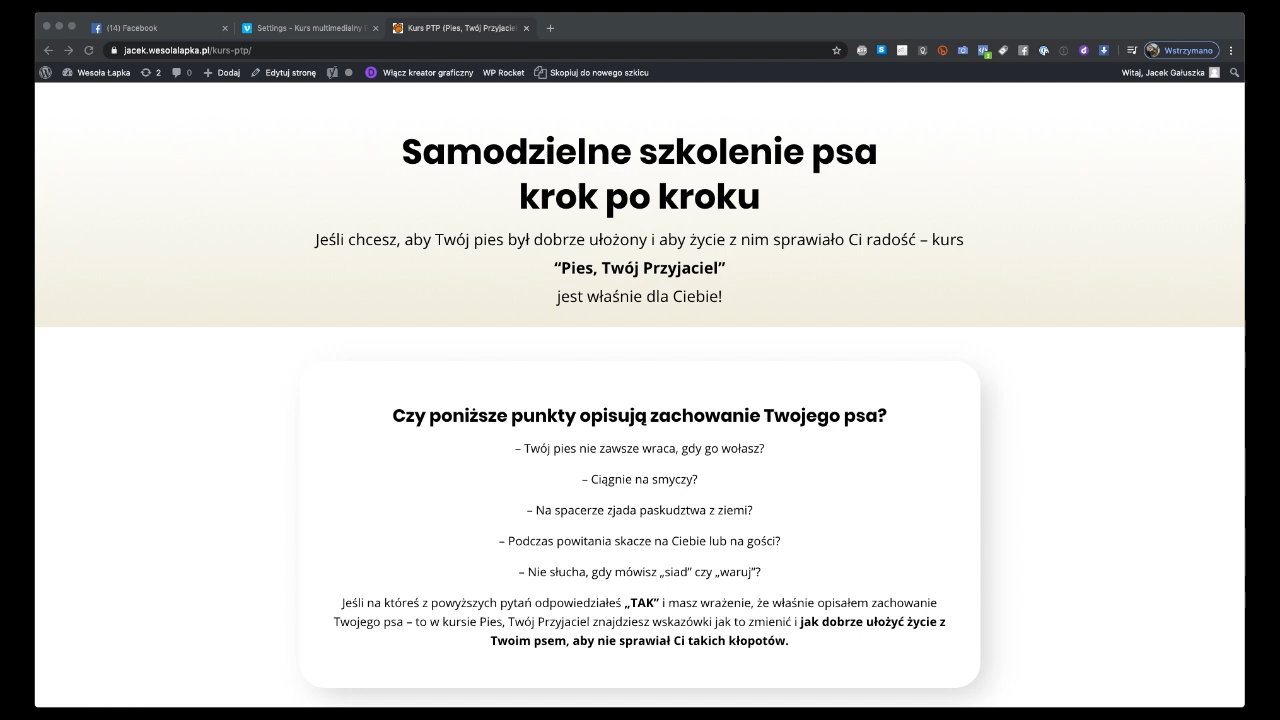 (14) Facebook
Settings – Kurs multimedialny
Kurs PTP (Pies, Twój Przyjaciel
jacek.wesolalapka.pl/kurs-ptp/
Wstrzymano
Wesoła Łapka
2
0
Dodaj
Edytuj stronę
Włącz kreator graficzny
WP Rocket
Skopiuj do nowego szkicu
Witaj, Jacek Gałuszka
Samodzielne szkolenie psa
krok po kroku
Jeśli chcesz, aby Twój pies był dobrze ułożony i aby życie z nim sprawiało Ci radość – kurs
“Pies, Twój Przyjaciel”
jest właśnie dla Ciebie!
Czy poniższe punkty opisują zachowanie Twojego psa?
– Twój pies nie zawsze wraca, gdy go wołasz?
– Ciągnie na smyczy?
– Na spacerze zjada paskudztwa z ziemi?
– Podczas powitania skacze na Ciebie lub na gości?
– Nie słucha, gdy mówisz „siad” czy „waruj”?
Jeśli na któreś z powyższych pytań odpowiedziałeś „TAK” i masz wrażenie, że właśnie opisałem zachowanie
Twojego psa – to w kursie Pies, Twój Przyjaciel znajdziesz wskazówki jak to zmienić i jak dobrze ułożyć życie z
Twoim psem, aby nie sprawiał Ci takich kłopotów.